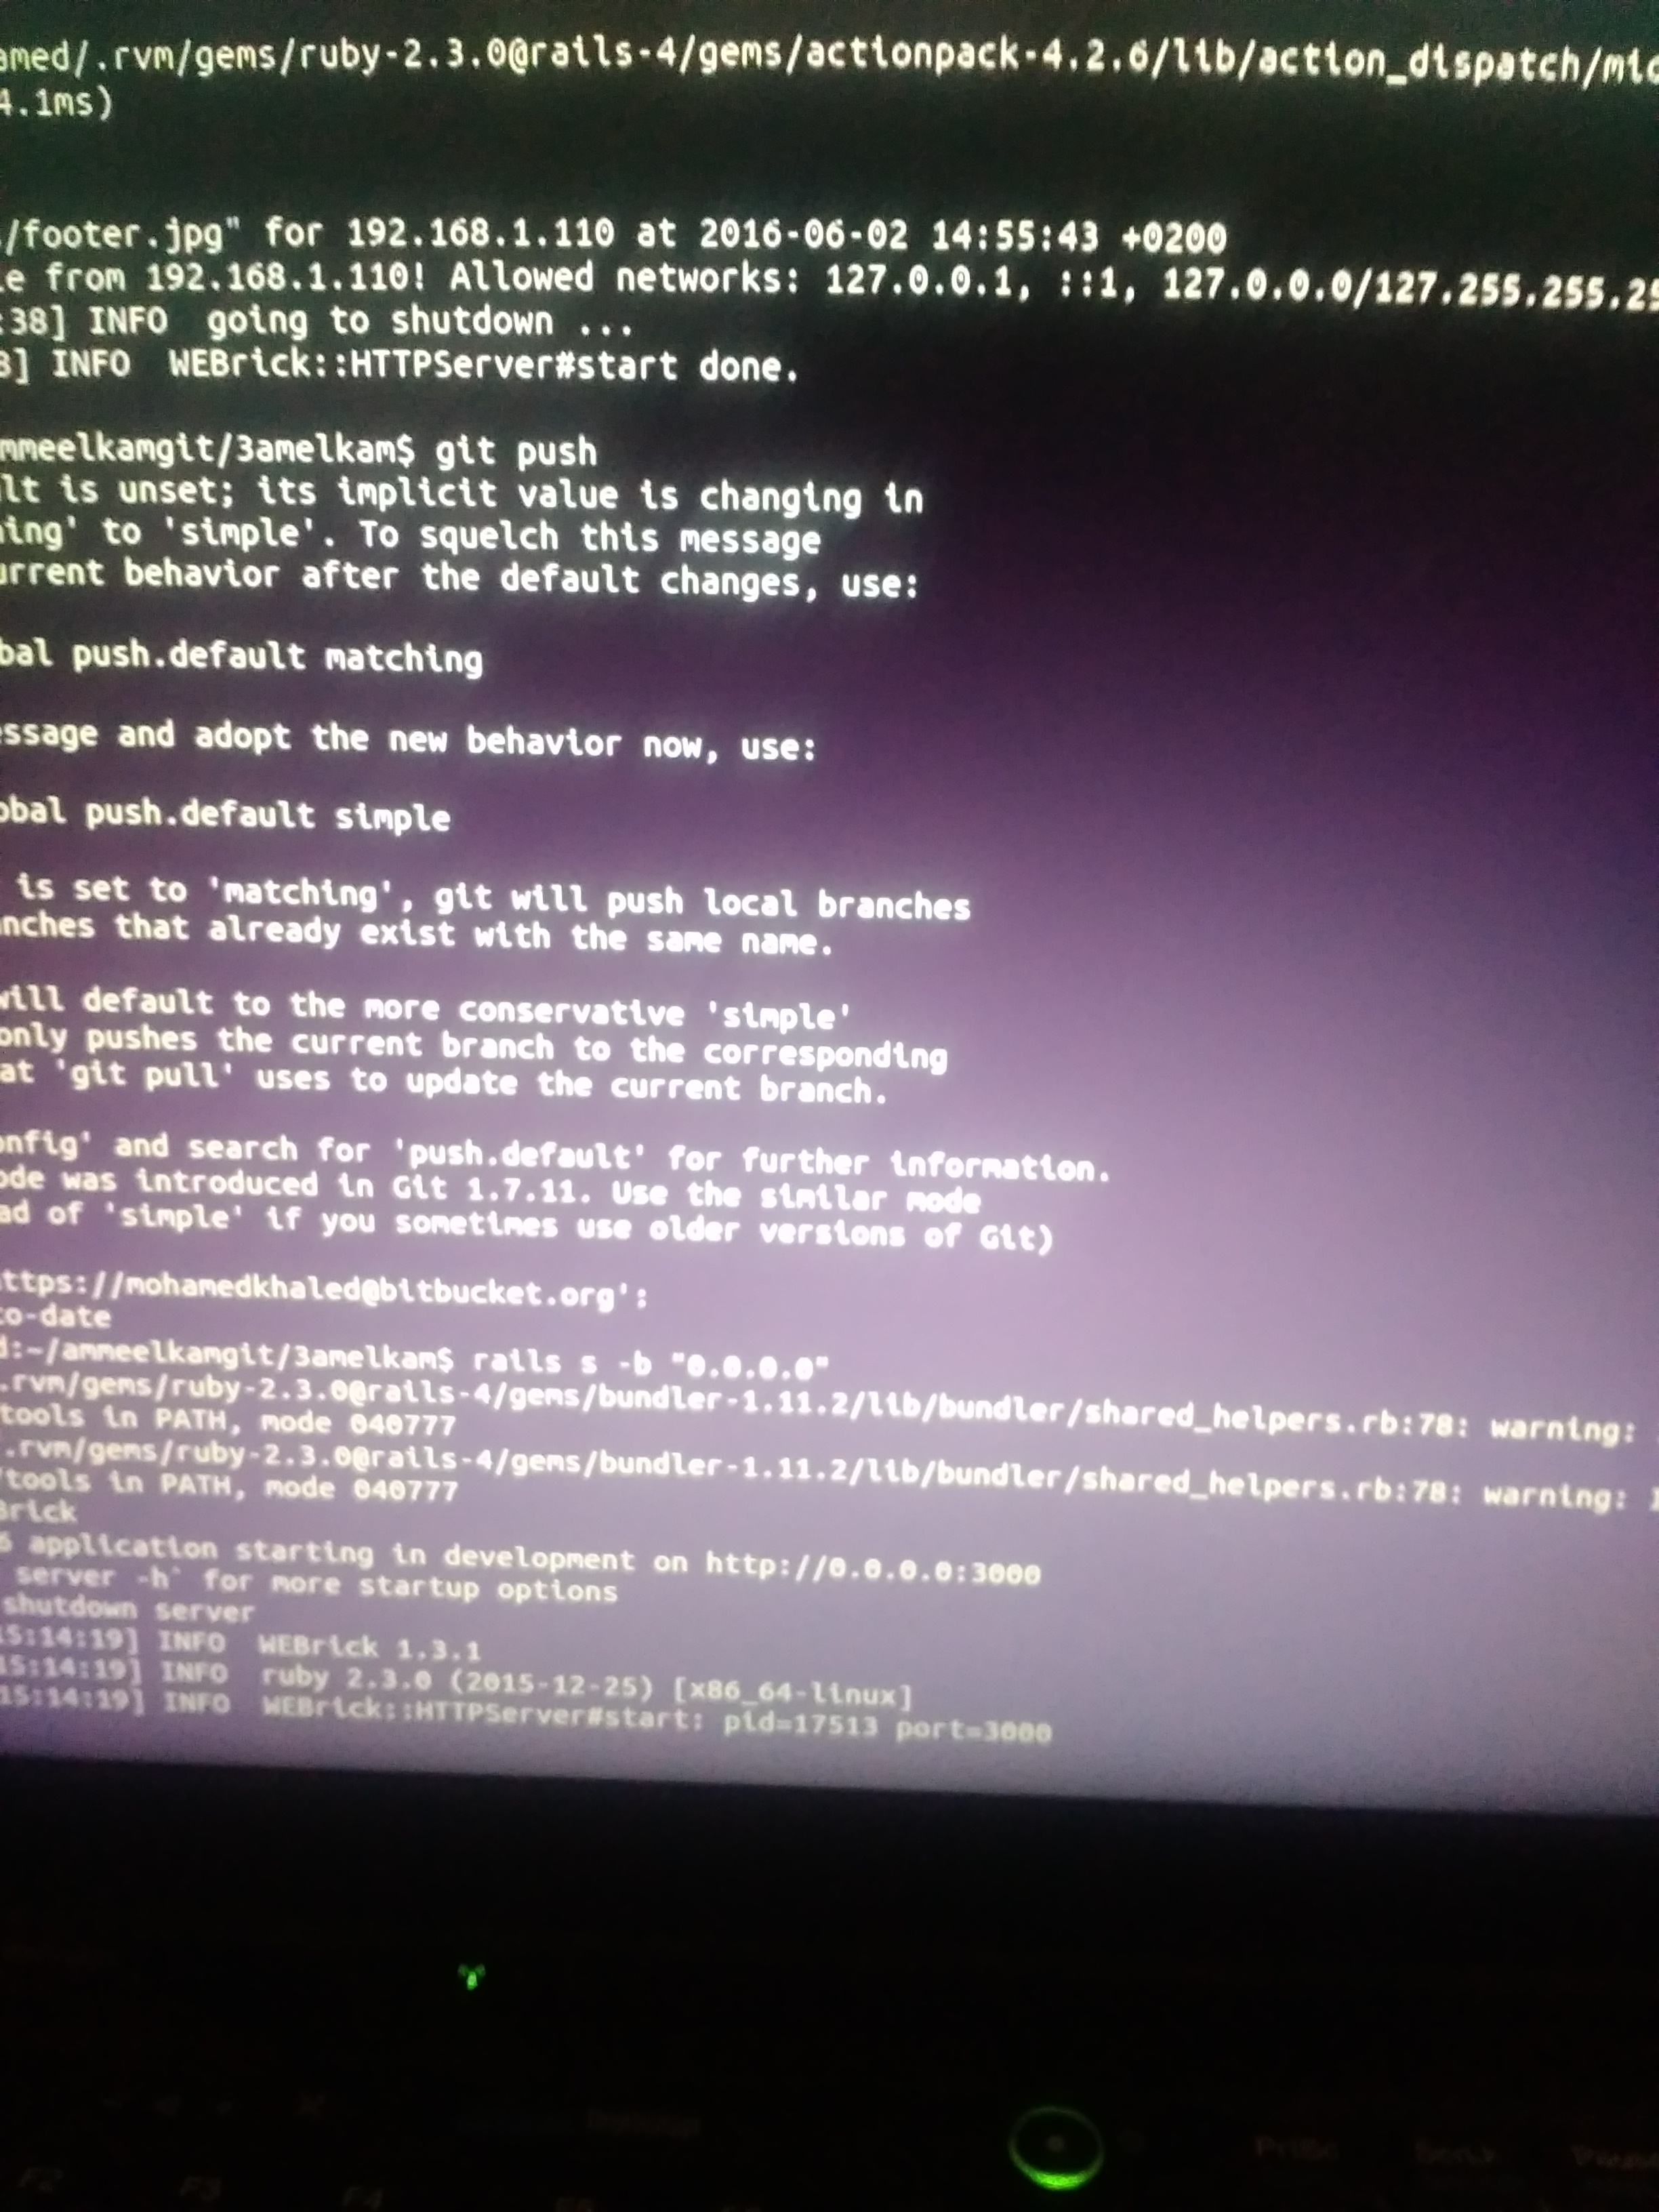 amed/.rvm/gems/ruby-2.3.0@rails-4/gems/actionpack-4.2.6/lib/action_dispatch/mid
4.1ms)
/footer.jpg" for 192.168.1.110 at 2016-06-02 14:55:43 +0200
le from 192.168.1.110! Allowed networks: 127.0.0.1, ::1, 127.0.0.0/127.255.255.25
:38] INFO  going to shutdown ...
8] INFO  WEBrick::HTTPServer#start done.
mmeelkamgit/3amelkam$ git push
lt is unset; its implicit value is changing in
ing' to 'simple'. To squelch this message
urrent behavior after the default changes, use:
bal push.default matching
essage and adopt the new behavior now, use:
obal push.default simple
is set to 'matching', git will push local branches
nches that already exist with the same name.
will default to the more conservative 'simple'
only pushes the current branch to the corresponding
at 'git pull' uses to update the current branch.
onfig' and search for 'push.default' for further information.
ode was introduced in Git 1.7.11. Use the similar mode
ad of 'simple' if you sometimes use older versions of Git)
ttps://mohamedkhaled@bitbucket.org':
to-date
d:~/ammeelkamgit/3amelkam$ rails s -b "0.0.0.0"
.rvm/gems/ruby-2.3.0@rails-4/gems/bundler-1.11.2/lib/bundler/shared_helpers.rb:78: warning:
tools in PATH, mode 040777
.rvm/gems/ruby-2.3.0@rails-4/gems/bundler-1.11.2/lib/bundler/shared_helpers.rb:78: warning:
/tools in PATH, mode 040777
Brick
6 application starting in development on http://0.0.0.0:3000
server -h` for more startup options
shutdown server
15:14:19] INFO  WEBrick 1.3.1
15:14:19] INFO  ruby 2.3.0 (2015-12-25) [x86_64-linux]
15:14:19] INFO  WEBrick::HTTPServer#start: pid=17513 port=3000
F2
F3
F4